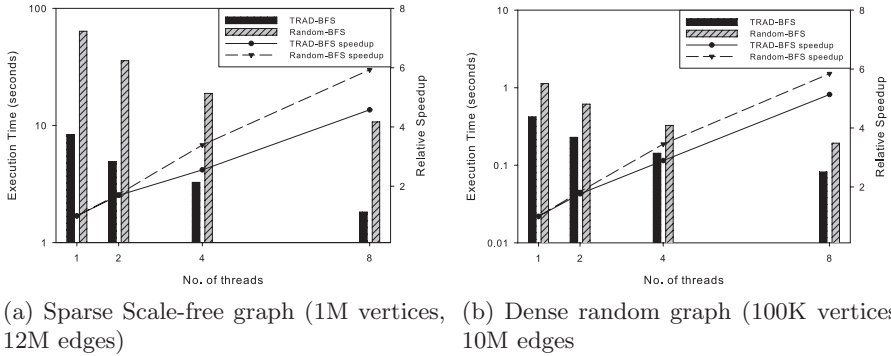 100
10
1
Execution Time (seconds)
TRAD-BFS
Random-BFS
TRAD-BFS speedup
Random-BFS speedup
8
6
4
2
Relative Speedup
1 2 4 8
No. of threads
10
1
0.1
0.01
Execution Time (seconds)
TRAD-BFS
Random-BFS
TRAD-BFS speedup
Random-BFS speedup
8
6
4
2
Relative Speedup
1 2 4 8
No. of threads
(a) Sparse Scale-free graph (1M vertices,
12M edges)
(b) Dense random graph (100K vertices
10M edges